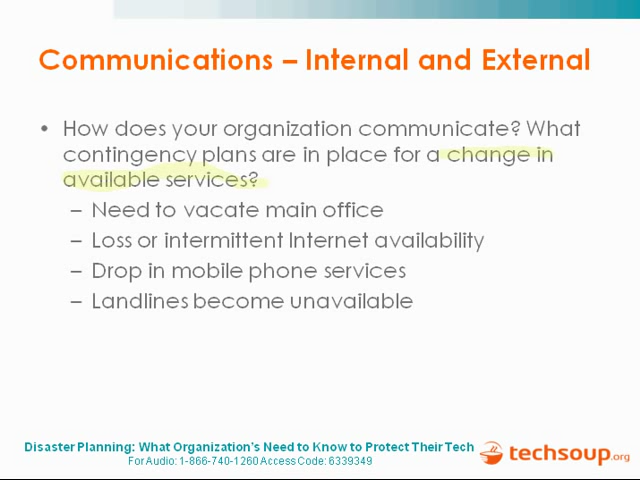 Communications – Internal and External
• How does your organization communicate? What
contingency plans are in place for a change in
available services?
– Need to vacate main office
– Loss or intermittent Internet availability
– Drop in mobile phone services
– Landlines become unavailable
Disaster Planning: What Organization's Need to Know to Protect Their Tech
For Audio: 1-866-740-1260 Access Code: 6339349
techsoup.org